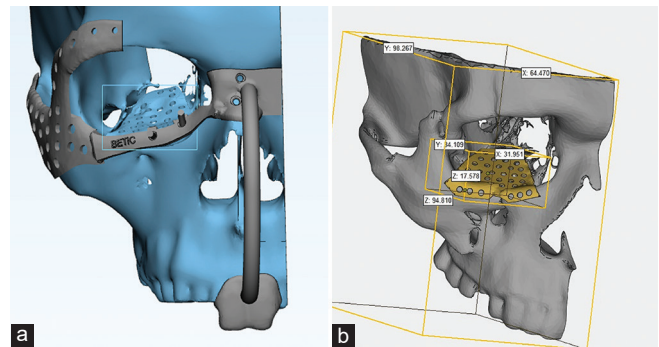 BETIC
a
Y: 98.267
X: 64.470
Y: 34.109
X: 31.951
Z: 17.578
Z: 94.810
b